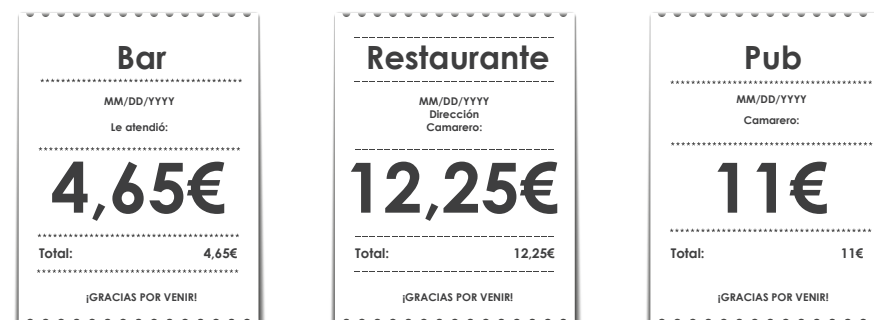 Bar
MM/DD/YYYY
Le atendió:
4,65€
Total: 4,65€
¡GRACIAS POR VENIR!
Restaurante
MM/DD/YYYY
Dirección
Camarero:
12,25€
Total: 12,25€
¡GRACIAS POR VENIR!
Pub
MM/DD/YYYY
Camarero:
11€
Total: 11€
¡GRACIAS POR VENIR!